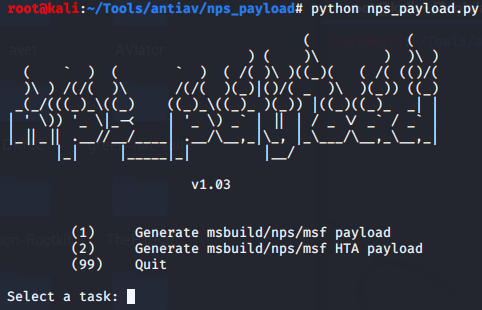 root@kali:~/Tools/antiav/nps_payload# python nps_payload.py
v1.03
(1) Generate msbuild/nps/msf payload
(2) Generate msbuild/nps/msf HTA payload
(99) Quit
Select a task: